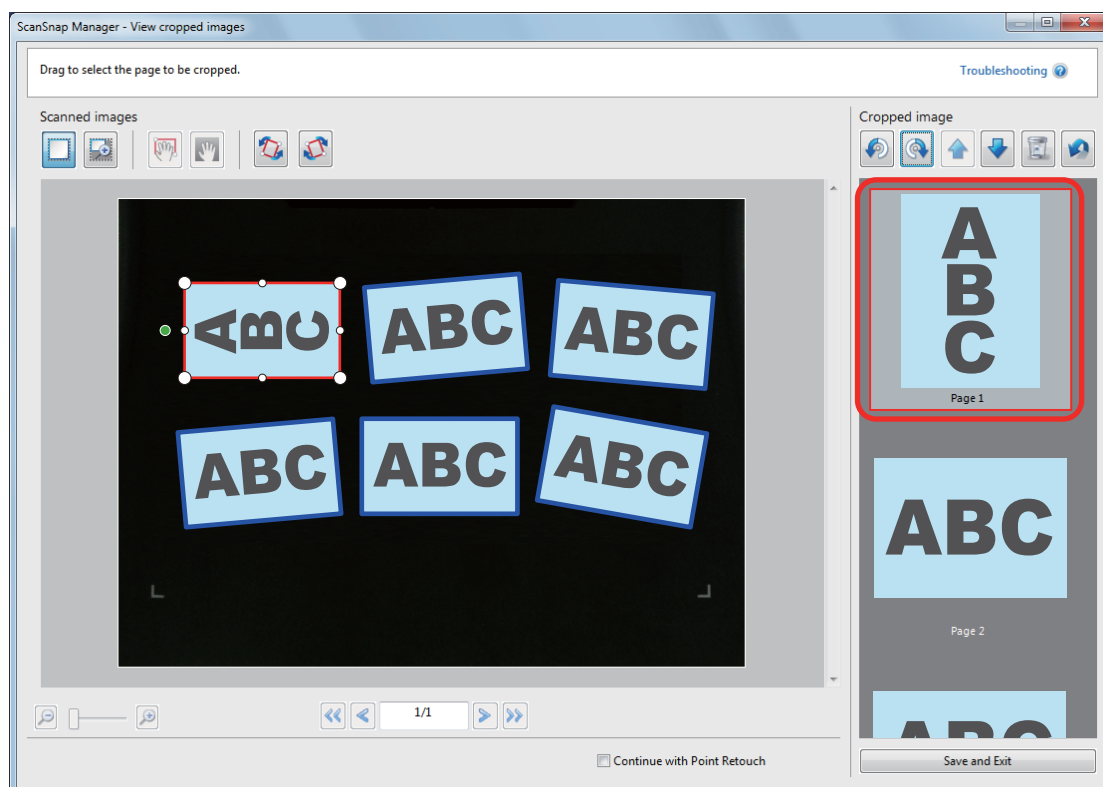 ScanSnap Manager - View cropped images
Drag to select the page to be cropped.
Troubleshooting
Scanned images
Cropped image
ABC
ABC
ABC
ABC
ABC
ABC
1/1
Continue with Point Retouch
A
B
C
Page 1
ABC
Page 2
ABC
Save and Exit